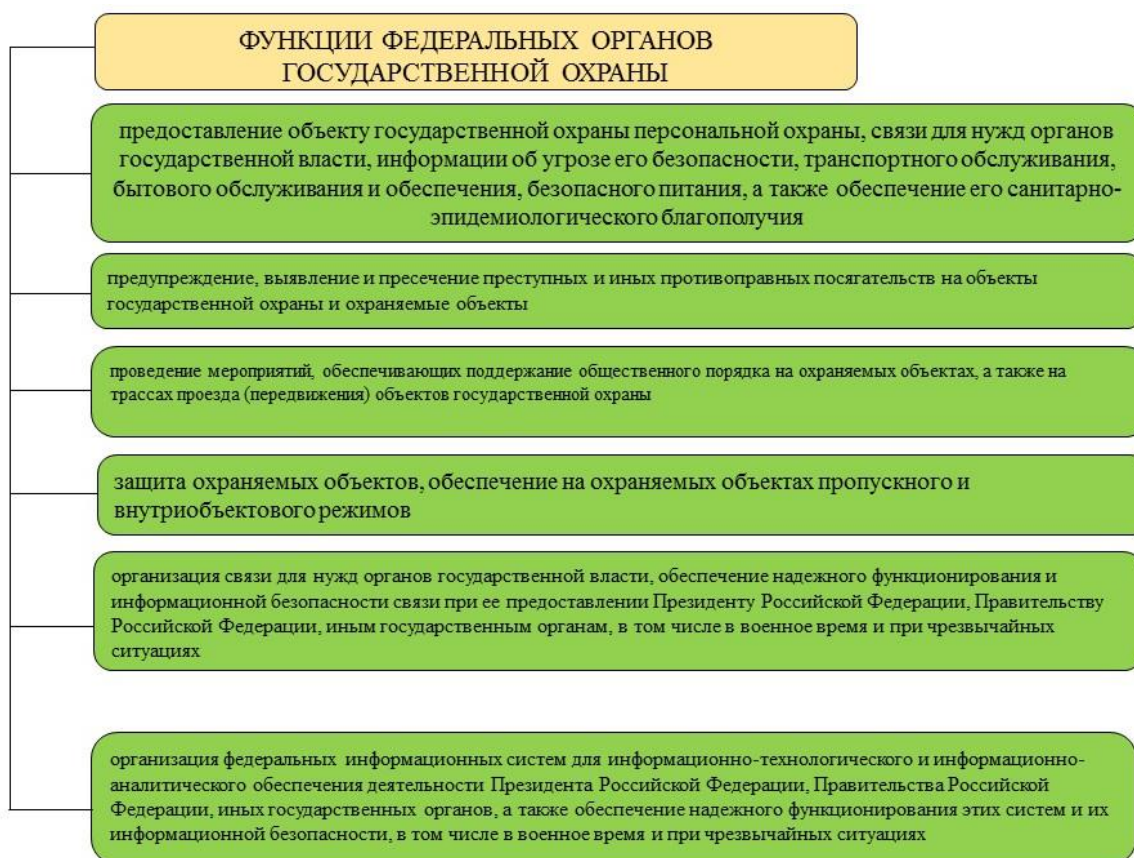 ФУНКЦИИ ФЕДЕРАЛЬНЫХ ОРГАНОВ
ГОСУДАРСТВЕННОЙ ОХРАНЫ
предоставление объекту государственной охраны персональной охраны, связи для нужд органов
государственной власти, информации об угрозе его безопасности, транспортного обслуживания,
бытового обслуживания и обеспечения, безопасного питания, а также обеспечение его санитарно-
эпидемиологического благополучия
предупреждение, выявление и пресечение преступных и иных противоправных посягательств на объекты
государственной охраны и охраняемые объекты
проведение мероприятий, обеспечивающих поддержание общественного порядка на охраняемых объектах, а также на
трассах проезда (передвижения) объектов государственной охраны
защита охраняемых объектов, обеспечение на охраняемых объектах пропускного и
внутриобъектового режимов
организация связи для нужд органов государственной власти, обеспечение надежного функционирования и
информационной безопасности связи при ее предоставлении Президенту Российской Федерации, Правительству
Российской Федерации, иным государственным органам, в том числе в военное время и при чрезвычайных
ситуациях
организация федеральных информационных систем для информационно-технологического и информационно-
аналитического обеспечения деятельности Президента Российской Федерации, Правительства Российской
Федерации, иных государственных органов, а также обеспечение надежного функционирования этих систем и их
информационной безопасности, в том числе в военное время и при чрезвычайных ситуациях